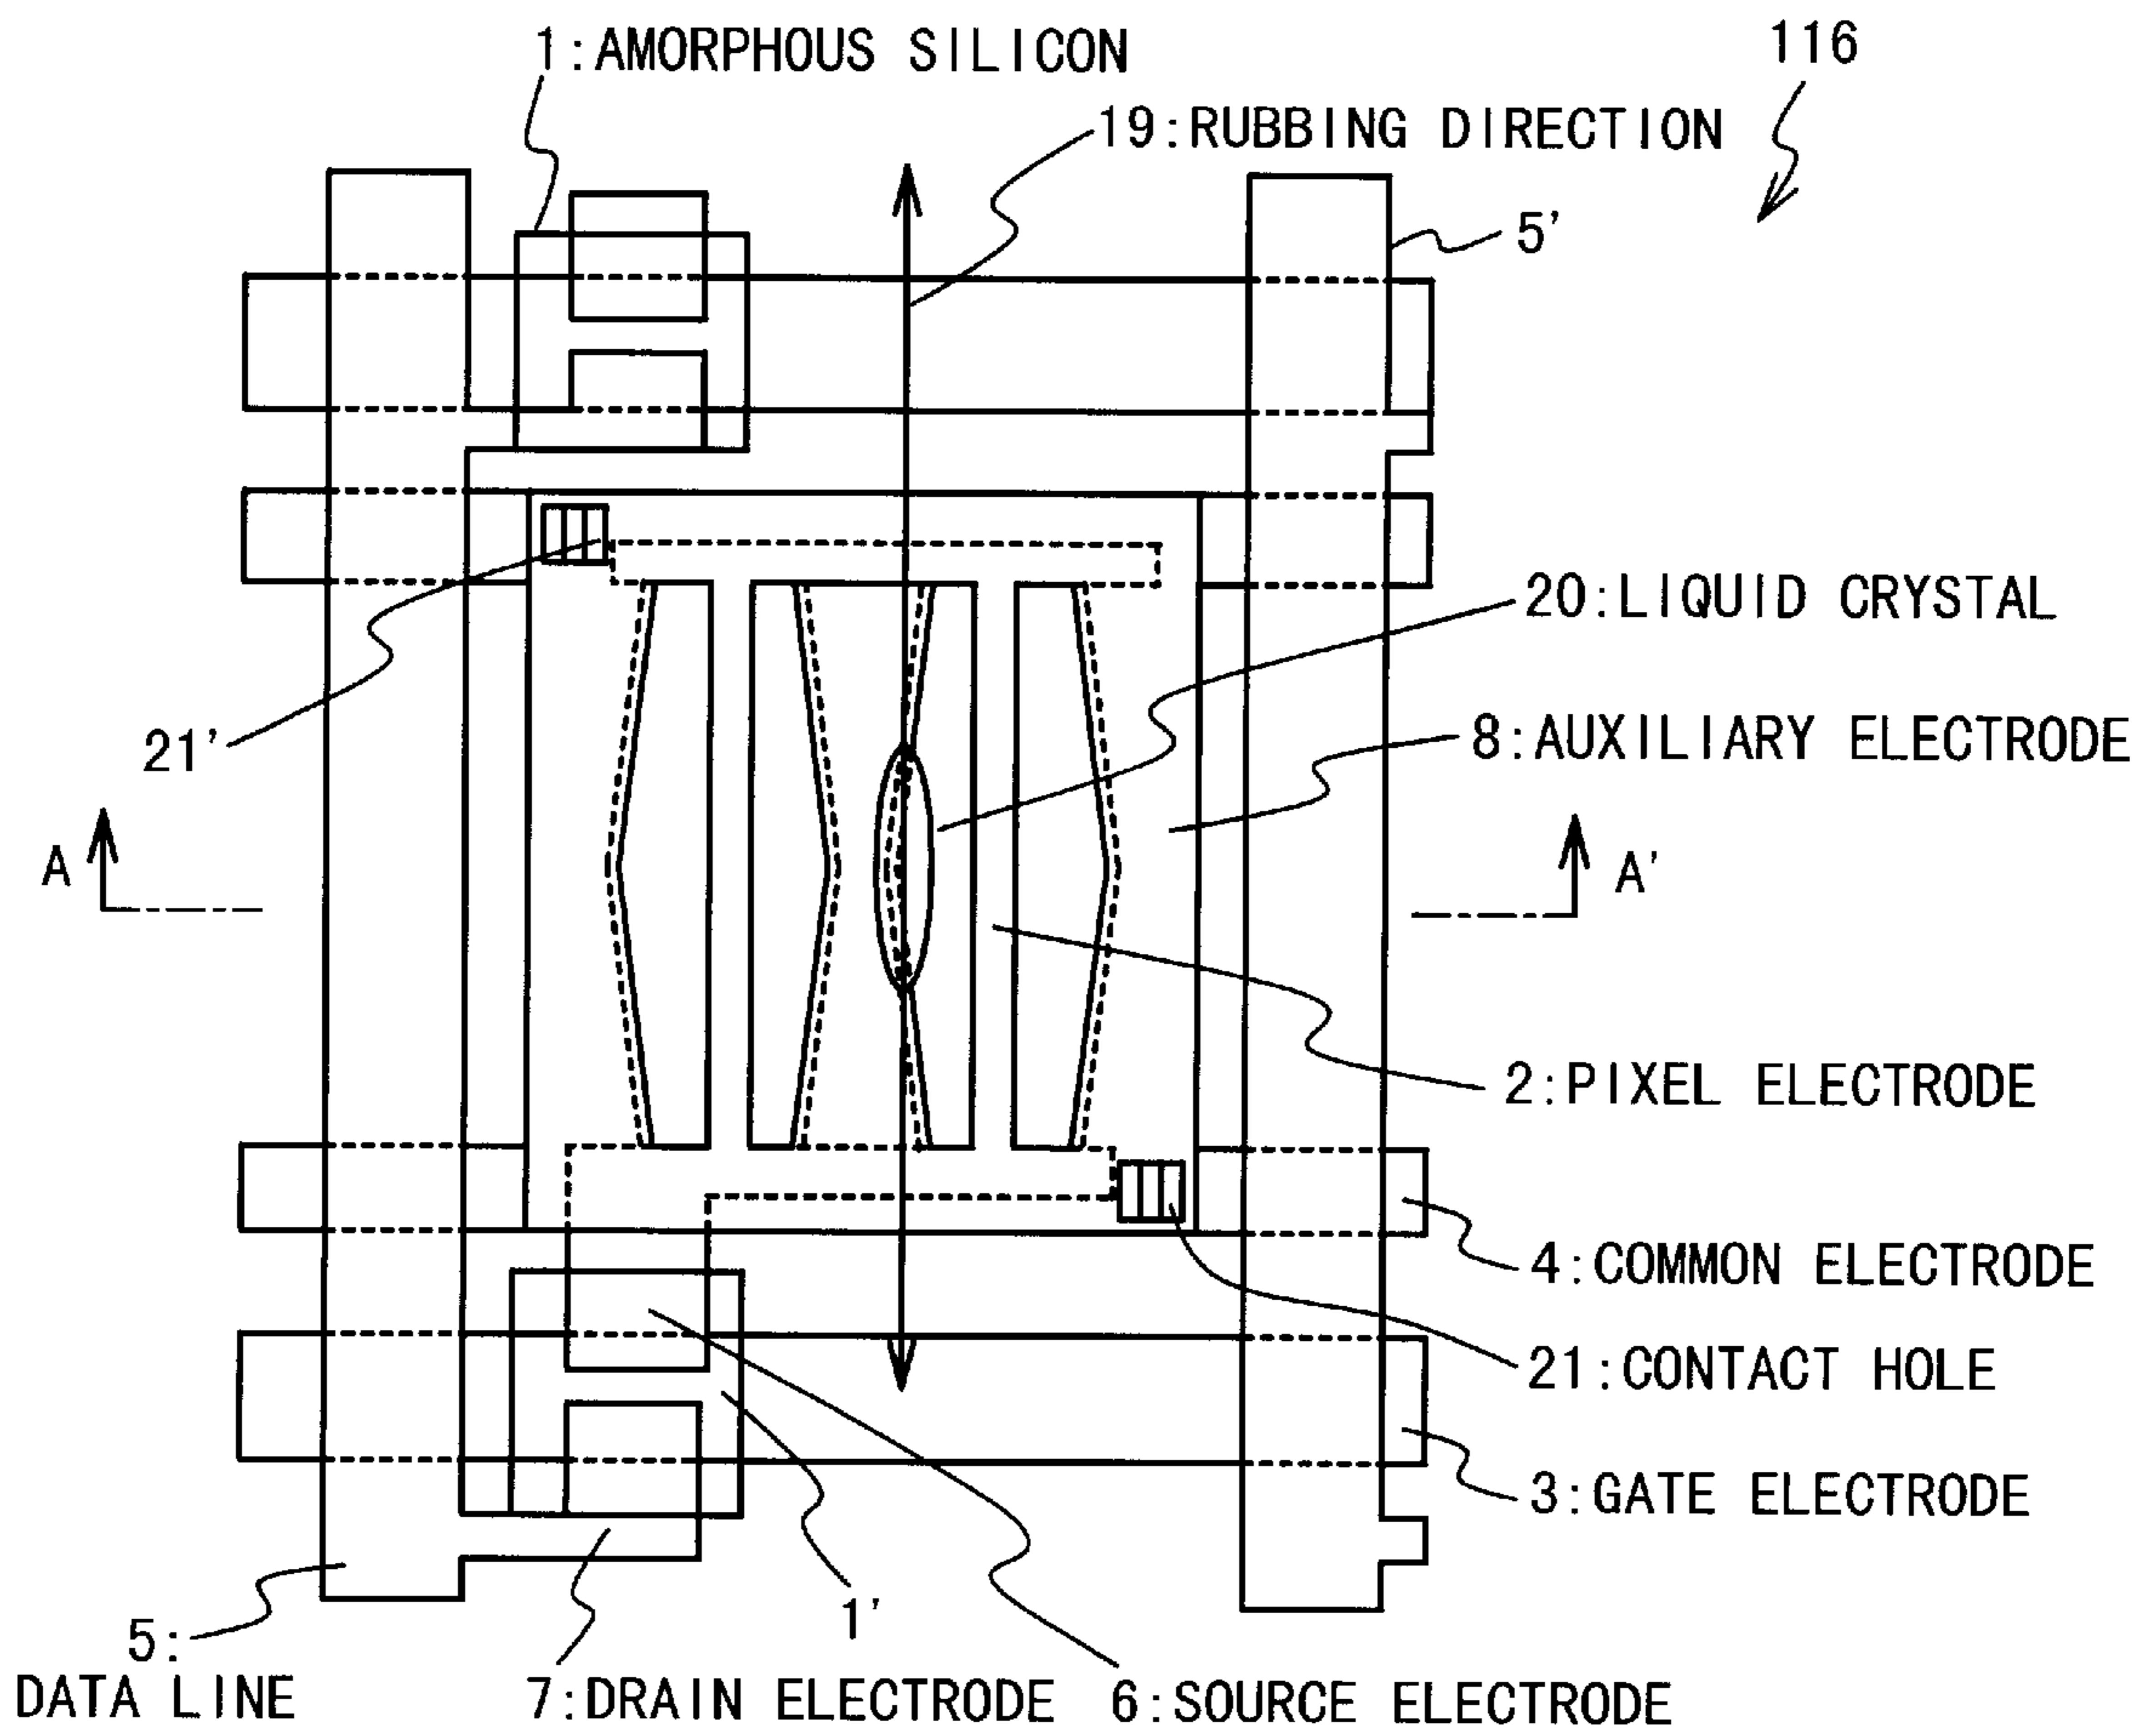 1:AMORPHOUS SILICON
116
19:RUBBING DIRECTION
5'
20:LIQUID CRYSTAL
21'
8:AUXILIARY ELECTRODE
A
A'
2:PIXEL ELECTRODE
4:COMMON ELECTRODE
21:CONTACT HOLE
3:GATE ELECTRODE
1'
5:
DATA LINE
7:DRAIN ELECTRODE
6:SOURCE ELECTRODE